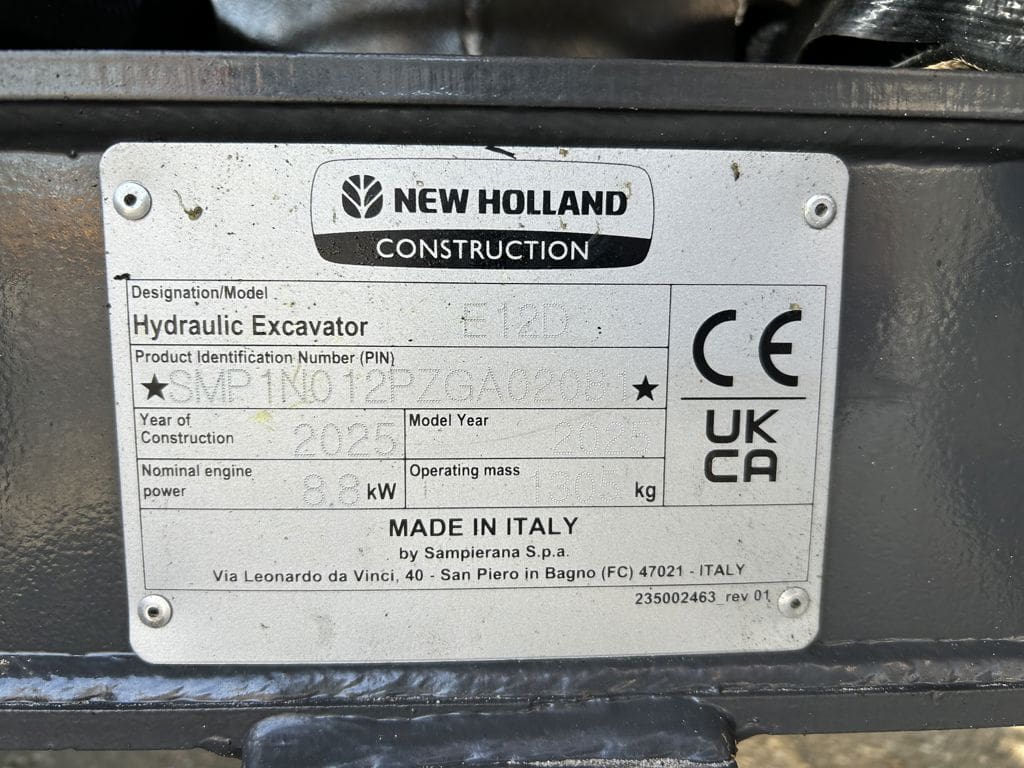 NEW HOLLAND
CONSTRUCTION
Designation/Model
Hydraulic Excavator E12D
Product Identification Number (PIN)
★SMP1N012PZGA02081★
Year of Construction 2025
Model Year 2025
Nominal engine power 8.8 kW
Operating mass 1305 kg
CE
UK
CA
MADE IN ITALY
by Sampierana S.p.a.
Via Leonardo da Vinci, 40 - San Piero in Bagno (FC) 47021 - ITALY
235002463_rev 01